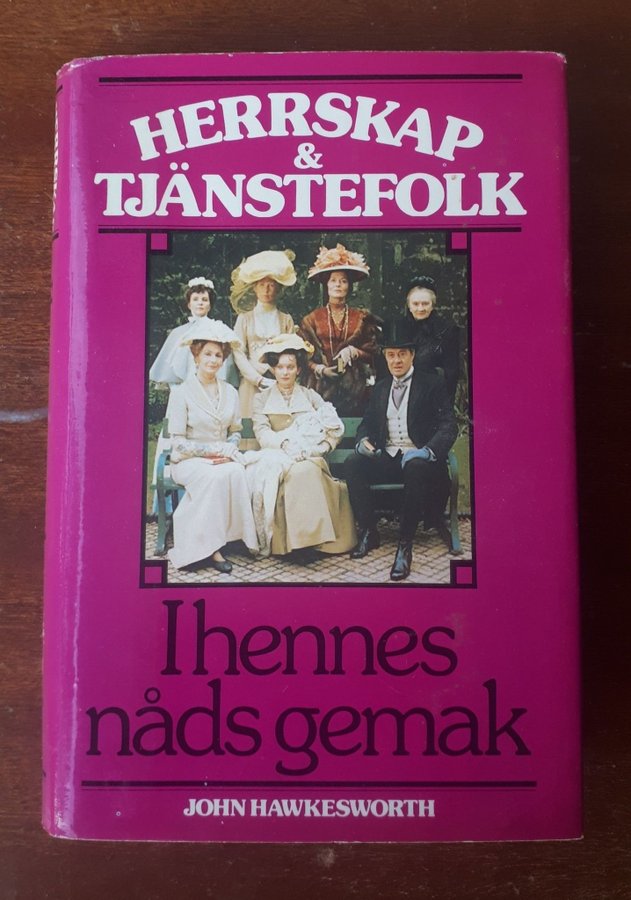 HERRSKAP
&
TJÄNSTEFOLK
I hennes
nåds gemak
JOHN HAWKESWORTH